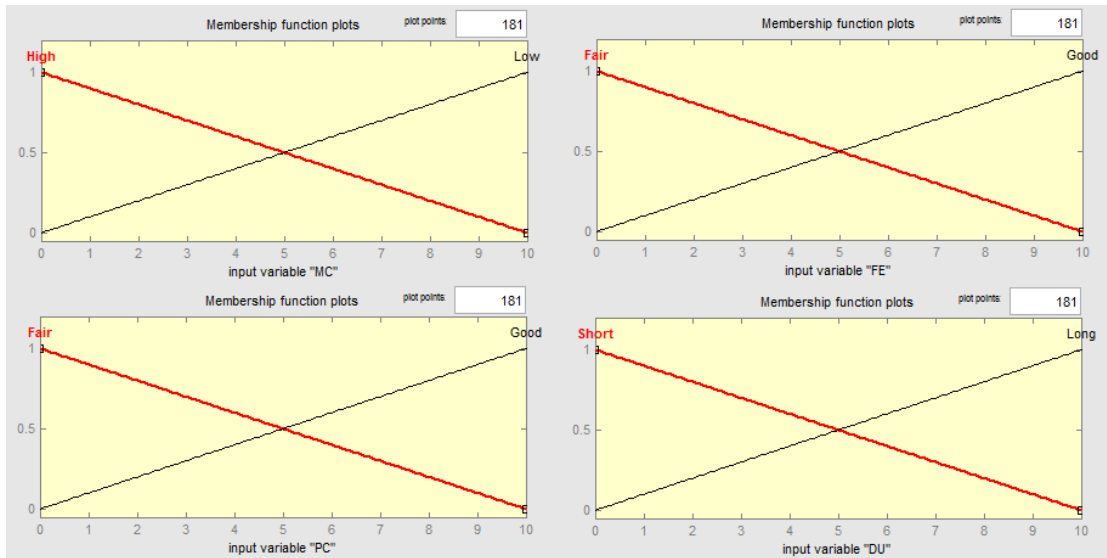 Membership function plots plot points: 181
High Low
1
0.5
0
0 1 2 3 4 5 6 7 8 9 10
input variable "MC"
Membership function plots plot points: 181
Fair Good
1
0.5
0
0 1 2 3 4 5 6 7 8 9 10
input variable "FE"
Membership function plots plot points: 181
Fair Good
1
0.5
0
0 1 2 3 4 5 6 7 8 9 10
input variable "PC"
Membership function plots plot points: 181
Short Long
1
0.5
0
0 1 2 3 4 5 6 7 8 9 10
input variable "DU"